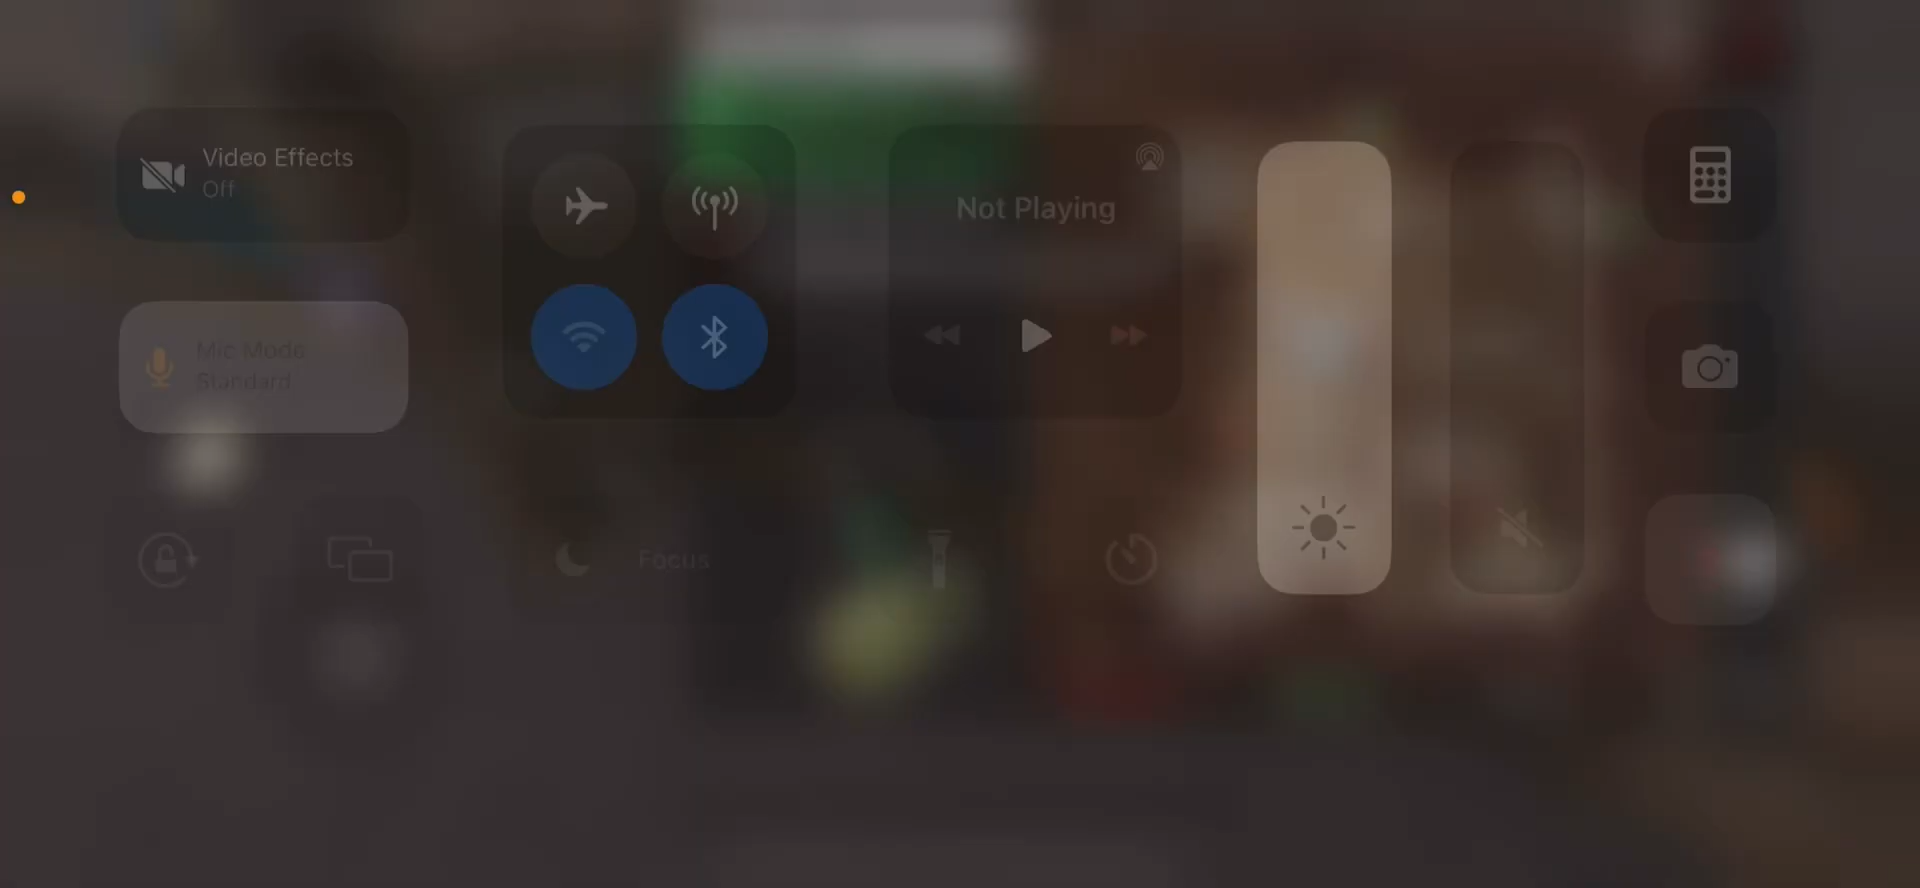 Video Effects
Off
Not Playing
Mic Mode
Standard
Focus